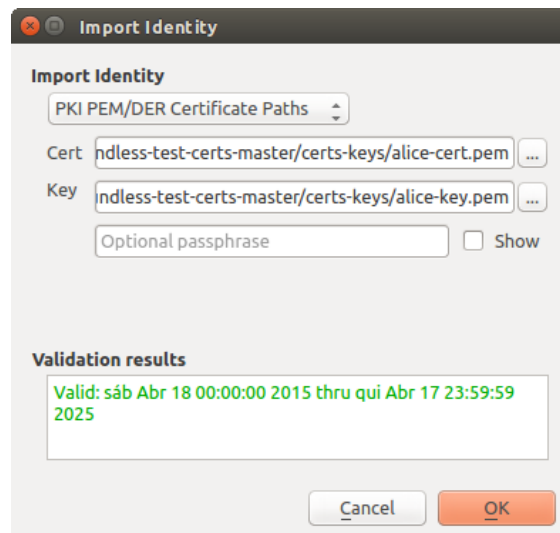 Import Identity
Import Identity
PKI PEM/DER Certificate Paths
Cert ndless-test-certs-master/certs-keys/alice-cert.pem ...
Key indless-test-certs-master/certs-keys/alice-key.pem ...
Optional passphrase Show
Validation results
Valid: sáb Abr 18 00:00:00 2015 thru qui Abr 17 23:59:59
2025
Cancel OK